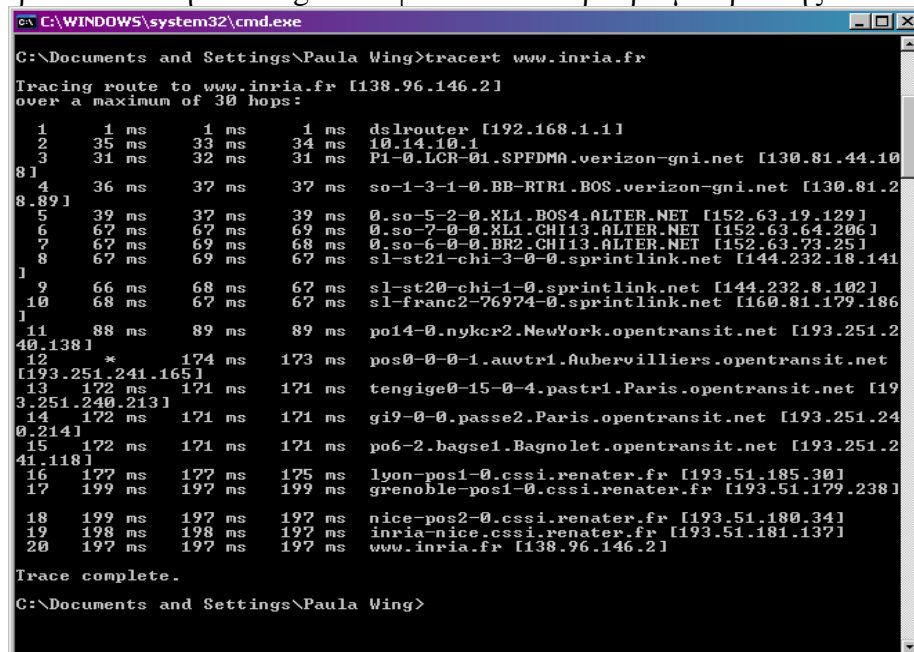 C:\WINDOWS\system32\cmd.exe
C:\Documents and Settings\Paula Wing>tracert www.inria.fr
Tracing route to www.inria.fr [138.96.146.2]
over a maximum of 30 hops:
1 1 ms 1 ms 1 ms dslrouter [192.168.1.1]
2 35 ms 33 ms 34 ms 10.14.10.1
3 31 ms 32 ms 31 ms P1-0.LCR-01.SPFDMA.verizon-gni.net [130.81.44.10
8]
4 36 ms 37 ms 37 ms so-1-3-1-0.BB-RTR1.BOS.verizon-gni.net [130.81.2
8.89]
5 39 ms 37 ms 39 ms 0.so-5-2-0.XL1.BOS4.ALTER.NET [152.63.19.129]
6 67 ms 67 ms 69 ms 0.so-7-0-0.XL1.CHI13.ALTER.NET [152.63.64.206]
7 67 ms 69 ms 68 ms 0.so-6-0-0.BR2.CHI13.ALTER.NET [152.63.73.25]
8 67 ms 69 ms 67 ms sl-st21-chi-3-0-0.sprintlink.net [144.232.18.141
]
9 66 ms 68 ms 67 ms sl-st20-chi-1-0.sprintlink.net [144.232.8.102]
10 68 ms 67 ms 67 ms sl-franc2-76974-0.sprintlink.net [160.81.179.186
]
11 88 ms 89 ms 89 ms po14-0.nykcr2.NewYork.opentransit.net [193.251.2
40.138]
12 * 174 ms 173 ms pos0-0-0-1.auvtr1.Aubervilliers.opentransit.net
[193.251.241.165]
13 172 ms 171 ms 171 ms tengige0-15-0-4.pastr1.Paris.opentransit.net [19
3.251.240.213]
14 172 ms 171 ms 171 ms gi9-0-0.passe2.Paris.opentransit.net [193.251.24
0.214]
15 172 ms 171 ms 171 ms po6-2.bagse1.Bagnolet.opentransit.net [193.251.2
41.118]
16 177 ms 177 ms 175 ms lyon-pos1-0.cssi.renater.fr [193.51.185.30]
17 199 ms 197 ms 199 ms grenoble-pos1-0.cssi.renater.fr [193.51.179.238]
18 199 ms 197 ms 197 ms nice-pos2-0.cssi.renater.fr [193.51.180.34]
19 198 ms 198 ms 197 ms inria-nice.cssi.renater.fr [193.51.181.137]
20 197 ms 197 ms 197 ms www.inria.fr [138.96.146.2]
Trace complete.
C:\Documents and Settings\Paula Wing>